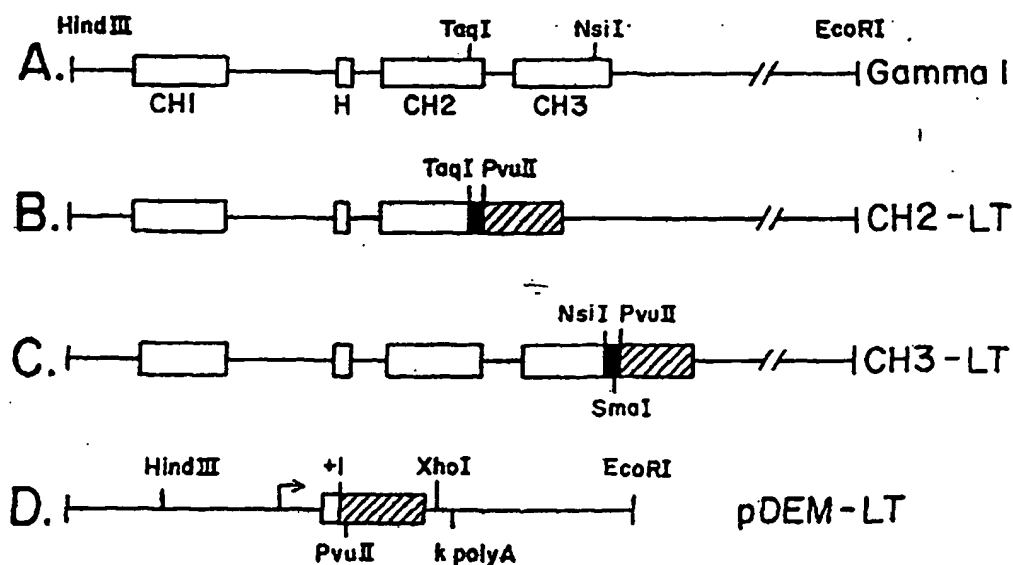 HindIII TaqI NsiI EcoRI
A. Gamma 1
CH1 H CH2 CH3
TaqI PvuII
B. CH2-LT
NsiI PvuII
C. CH3-LT
SmaI
HindIII +1 XhoI EcoRI
D. pDEM-LT
PvuII k polyA